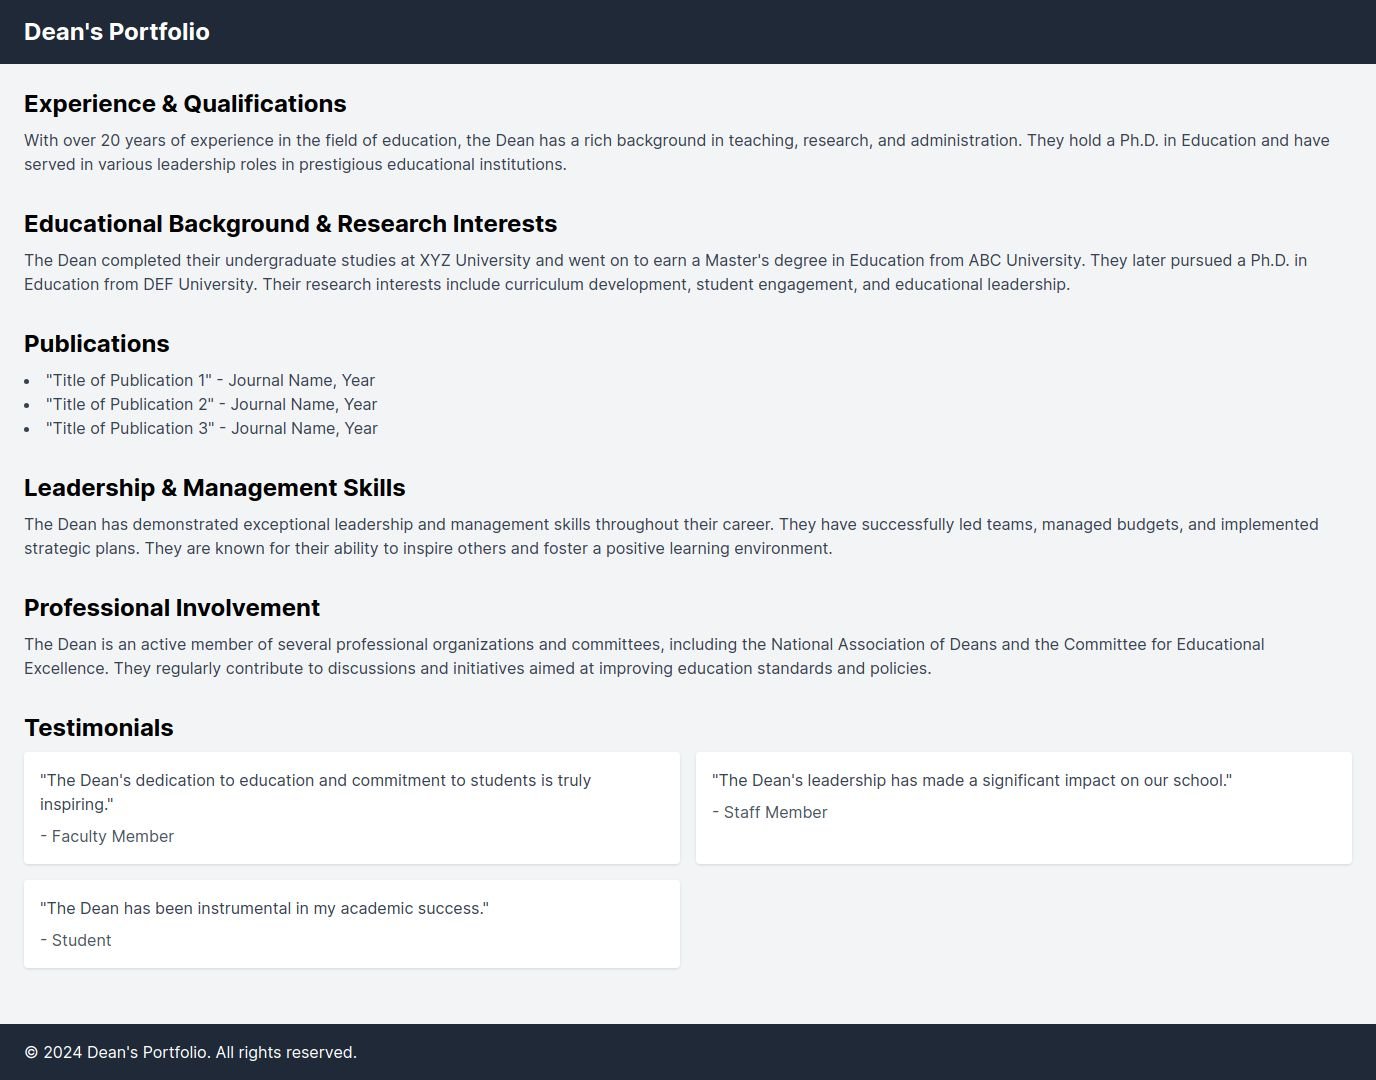 Dean's Portfolio
Experience & Qualifications
With over 20 years of experience in the field of education, the Dean has a rich background in teaching, research, and administration. They hold a Ph.D. in Education and have
served in various leadership roles in prestigious educational institutions.
Educational Background & Research Interests
The Dean completed their undergraduate studies at XYZ University and went on to earn a Master's degree in Education from ABC University. They later pursued a Ph.D. in
Education from DEF University. Their research interests include curriculum development, student engagement, and educational leadership.
Publications
• "Title of Publication 1" - Journal Name, Year
• "Title of Publication 2" - Journal Name, Year
• "Title of Publication 3" - Journal Name, Year
Leadership & Management Skills
The Dean has demonstrated exceptional leadership and management skills throughout their career. They have successfully led teams, managed budgets, and implemented
strategic plans. They are known for their ability to inspire others and foster a positive learning environment.
Professional Involvement
The Dean is an active member of several professional organizations and committees, including the National Association of Deans and the Committee for Educational
Excellence. They regularly contribute to discussions and initiatives aimed at improving education standards and policies.
Testimonials
"The Dean's dedication to education and commitment to students is truly
inspiring."
- Faculty Member
"The Dean's leadership has made a significant impact on our school."
- Staff Member
"The Dean has been instrumental in my academic success."
- Student
© 2024 Dean's Portfolio. All rights reserved.